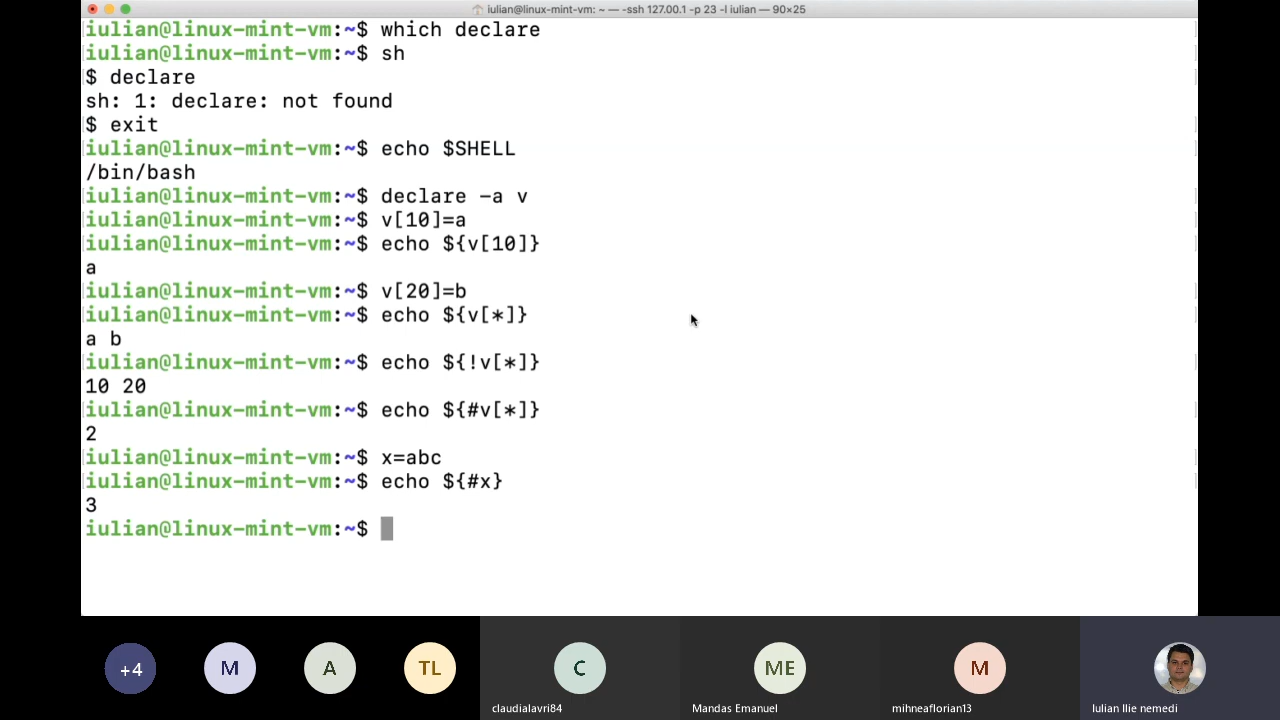 iulian@linux-mint-vm: ~ — -ssh 127.00.1 -p 23 -l iulian — 90×25
iulian@linux-mint-vm:~$ which declare
iulian@linux-mint-vm:~$ sh
$ declare
sh: 1: declare: not found
$ exit
iulian@linux-mint-vm:~$ echo $SHELL
/bin/bash
iulian@linux-mint-vm:~$ declare -a v
iulian@linux-mint-vm:~$ v[10]=a
iulian@linux-mint-vm:~$ echo ${v[10]}
a
iulian@linux-mint-vm:~$ v[20]=b
iulian@linux-mint-vm:~$ echo ${v[*]}
a b
iulian@linux-mint-vm:~$ echo ${!v[*]}
10 20
iulian@linux-mint-vm:~$ echo ${#v[*]}
2
iulian@linux-mint-vm:~$ x=abc
iulian@linux-mint-vm:~$ echo ${#x}
3
iulian@linux-mint-vm:~$
+4 M A TL C ME M
claudialavri84 Mandas Emanuel mihneaflorian13 Iulian Ilie nemedi